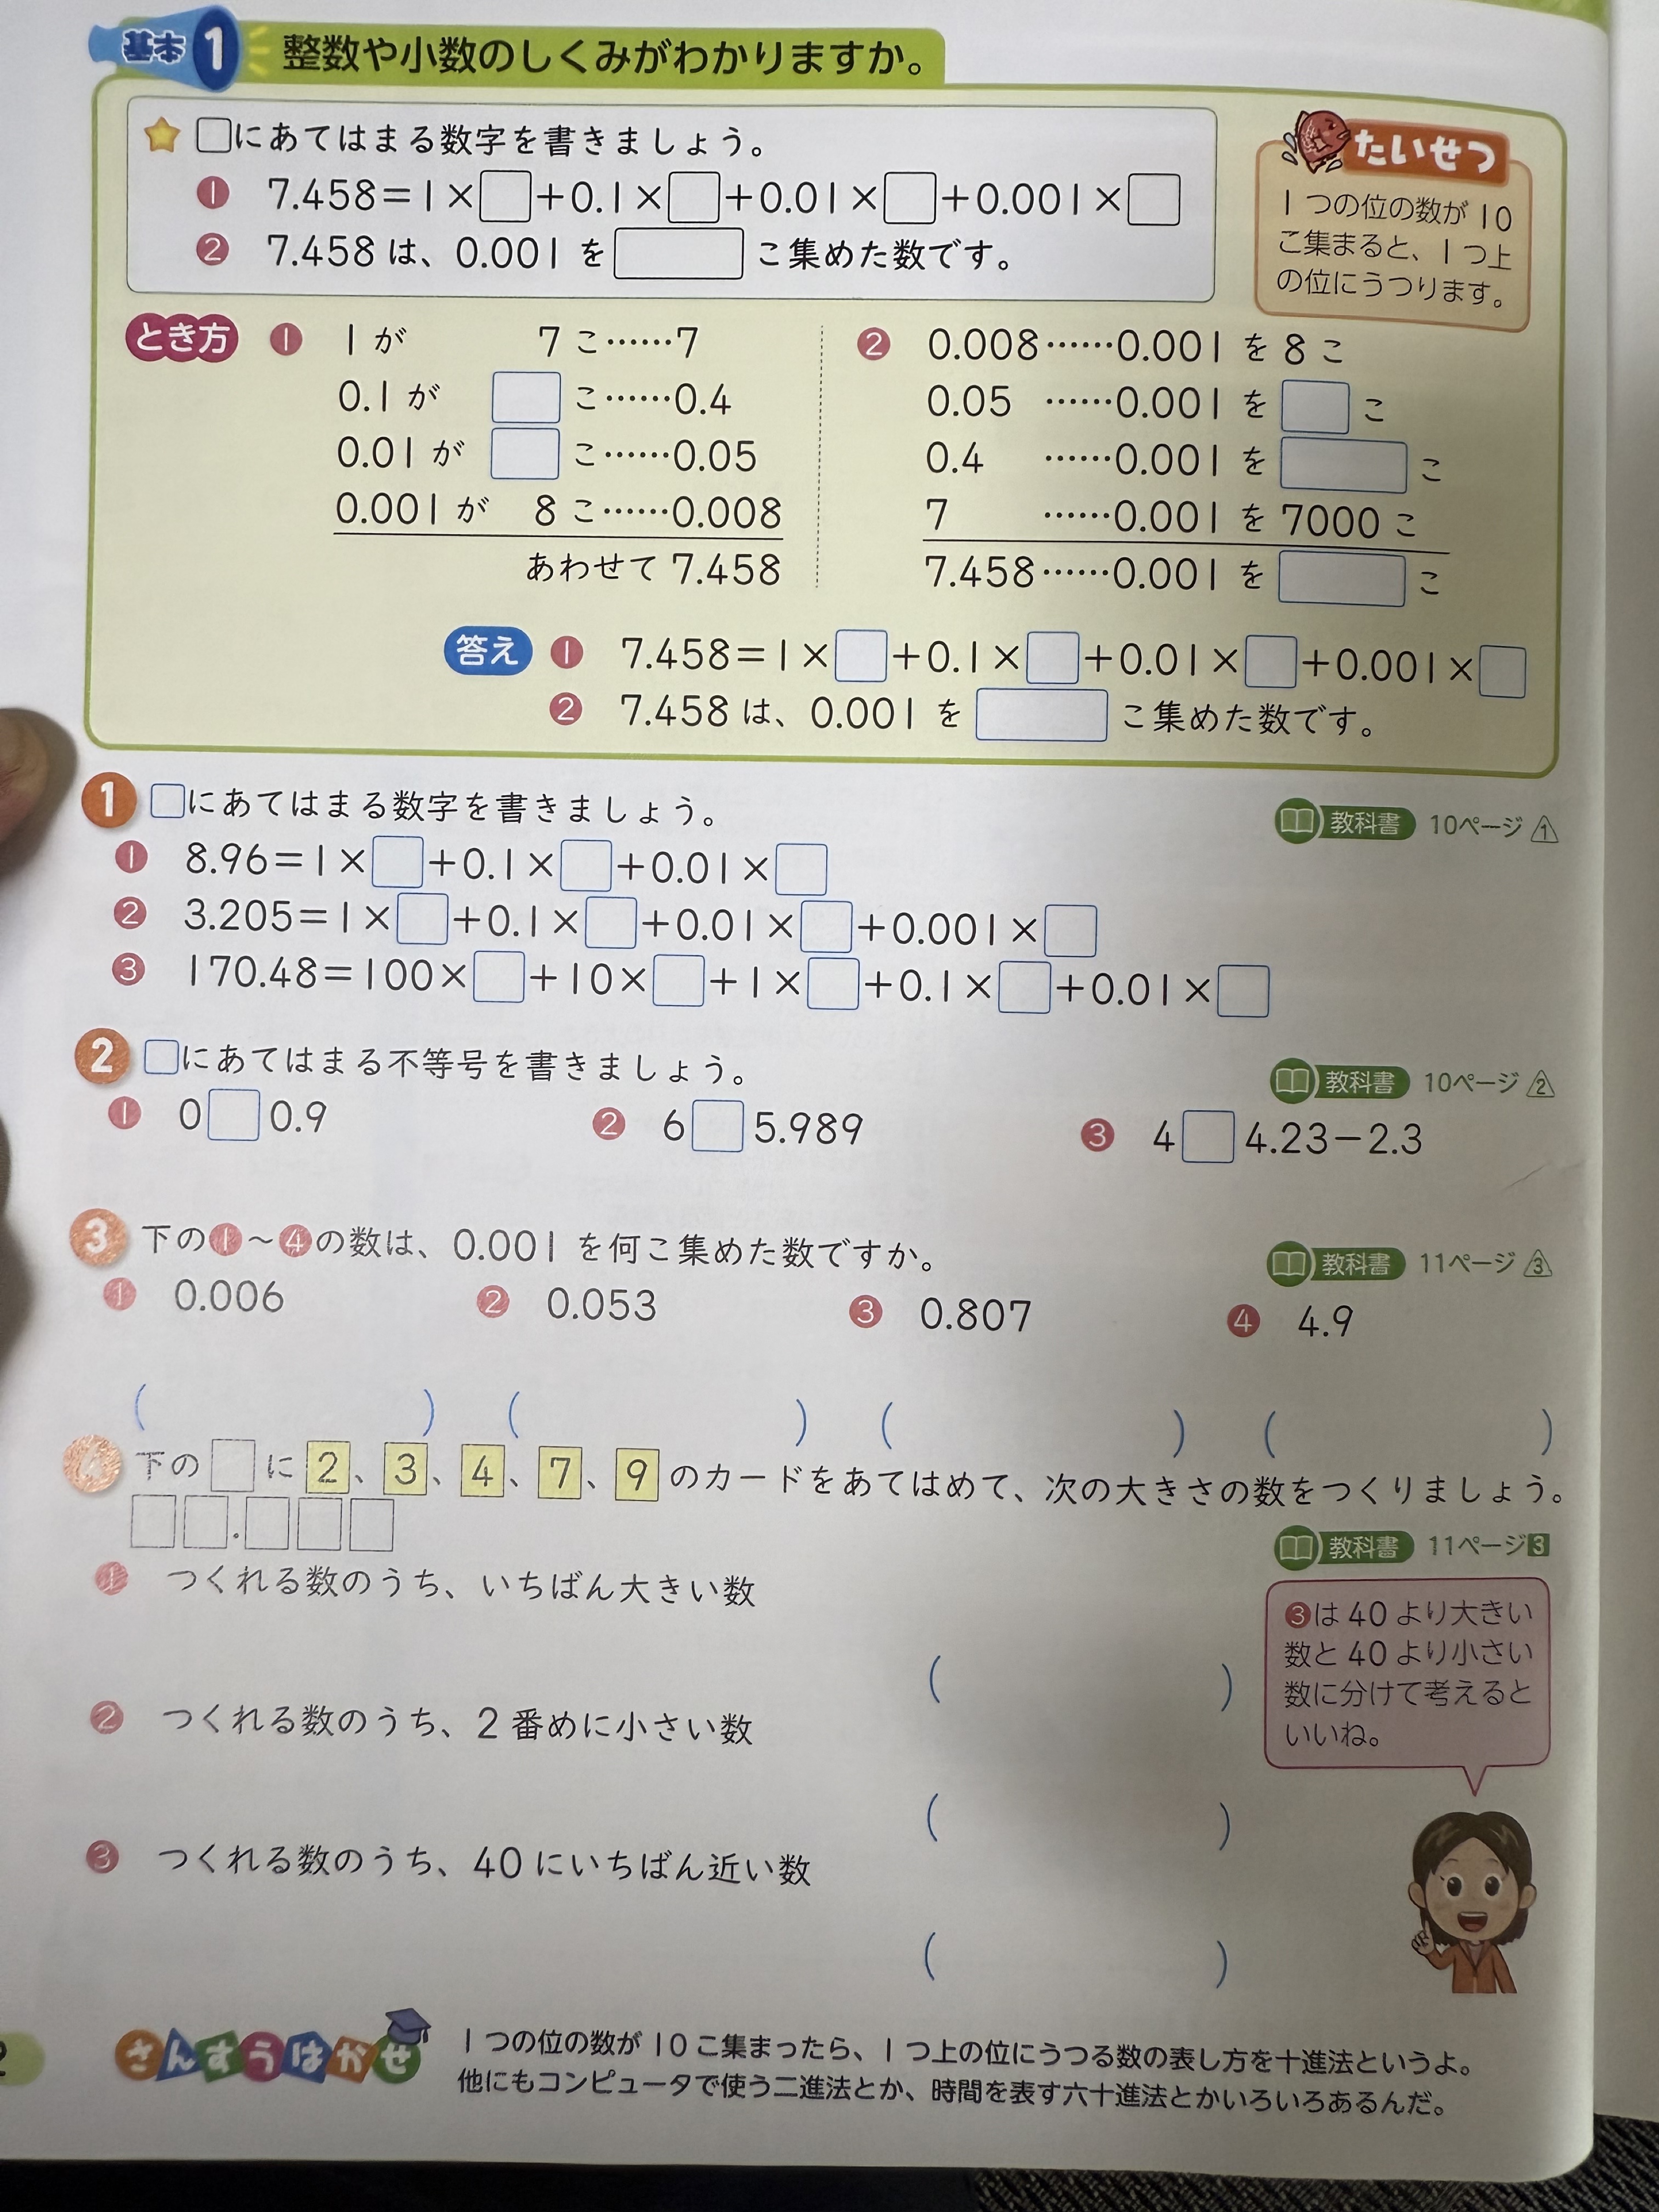 基本 1 整数や小数のしくみがわかりますか。
☆ □にあてはまる数字を書きましょう。
① 7.458=1×□+0.1×□+0.01×□+0.001×□
② 7.458 は、0.001 を□こ集めた数です。
たいせつ
1 つの位の数が 10
こ集まると、1 つ上
の位にうつります。
とき方 ① 1 が 7 こ……7
0.1 が □ こ……0.4
0.01 が □ こ……0.05
0.001 が 8 こ……0.008
あわせて 7.458
② 0.008……0.001 を 8 こ
0.05 ……0.001 を □ こ
0.4 ……0.001 を □ こ
7 ……0.001 を 7000 こ
7.458……0.001 を □ こ
答え ① 7.458=1×□+0.1×□+0.01×□+0.001×□
② 7.458 は、0.001 を □ こ集めた数です。
1 □にあてはまる数字を書きましょう。
教科書 10ページ 1
① 8.96=1×□+0.1×□+0.01×□
② 3.205=1×□+0.1×□+0.01×□+0.001×□
③ 170.48=100×□+10×□+1×□+0.1×□+0.01×□
2 □にあてはまる不等号を書きましょう。
教科書 10ページ 2
① 0□0.9 ② 6□5.989 ③ 4□4.23-2.3
3 下の①~④の数は、0.001 を何こ集めた数ですか。
教科書 11ページ 3
① 0.006 ② 0.053 ③ 0.807 ④ 4.9
( ) ( ) ( ) ( )
4 下の□に 2、3、4、7、9 のカードをあてはめて、次の大きさの数をつくりましょう。
□□.□□□
教科書 11ページ 3
① つくれる数のうち、いちばん大きい数
( )
② つくれる数のうち、2 番めに小さい数
( )
③ つくれる数のうち、40 にいちばん近い数
( )
③は 40 より大きい
数と 40 より小さい
数に分けて考えると
いいね。
さんすうはかせ
1 つの位の数が 10 こ集まったら、1 つ上の位にうつる数の表し方を十進法というよ。
他にもコンピュータで使う二進法とか、時間を表す六十進法とかいろいろあるんだ。